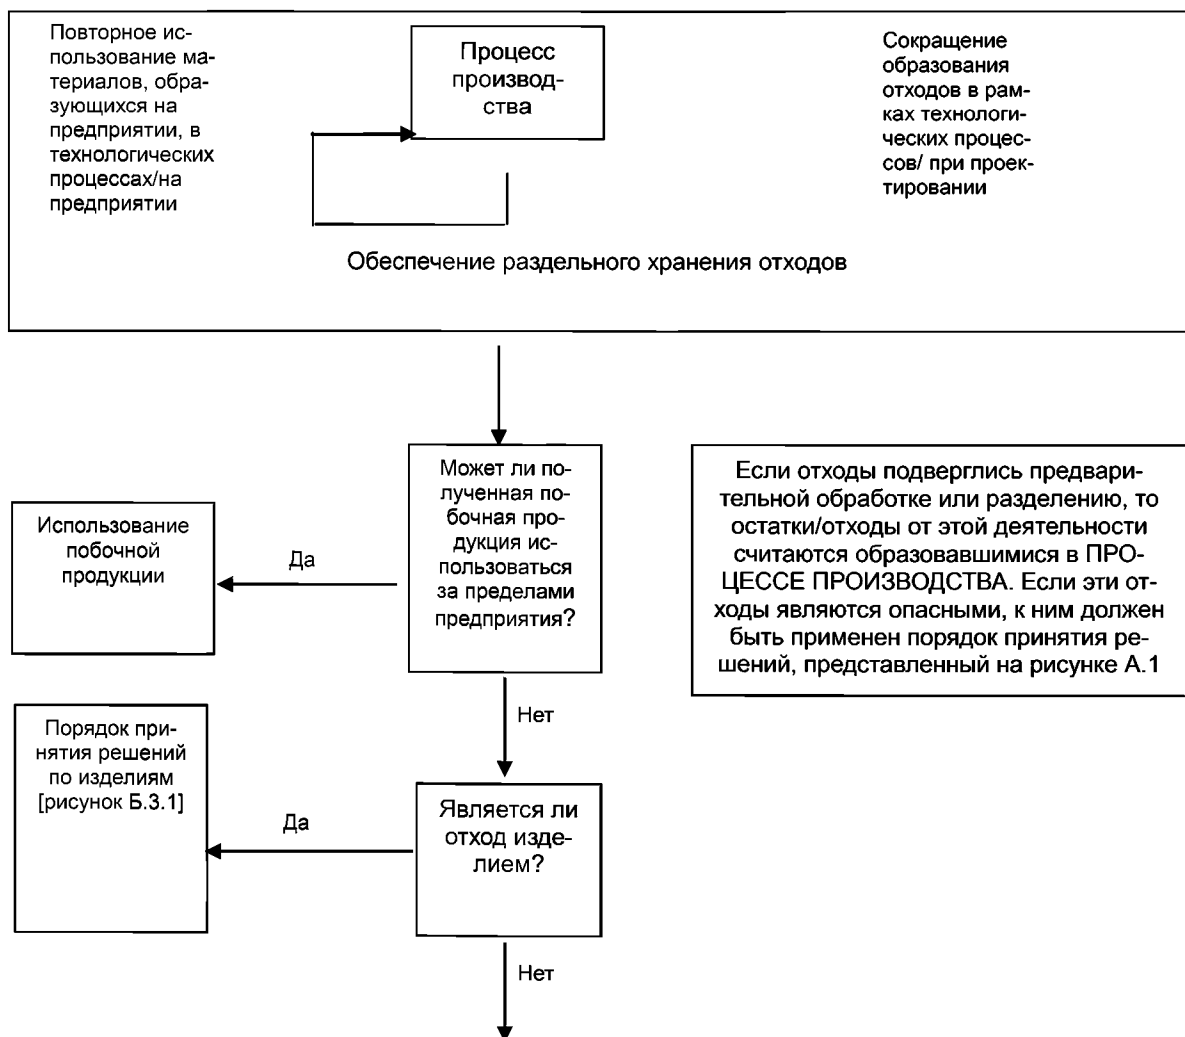 Повторное ис-
пользование ма-
териалов, обра-
зующихся на
предприятии, в
технологических
процессах/на
предприятии
Процесс
производ-
ства
Сокращение
образования
отходов в рам-
ках технологи-
ческих процес-
сов/ при проек-
тировании
Обеспечение раздельного хранения отходов
Может ли по-
лученная по-
бочная про-
дукция ис-
пользоваться
за пределами
предприятия?
Да
Использование
побочной
продукции
Если отходы подверглись предвари-
тельной обработке или разделению, то
остатки/отходы от этой деятельности
считаются образовавшимися в ПРО-
ЦЕССЕ ПРОИЗВОДСТВА. Если эти от-
ходы являются опасными, к ним должен
быть применен порядок принятия ре-
шений, представленный на рисунке А.1
Нет
Порядок при-
нятия решений
по изделиям
[рисунок Б.3.1]
Да
Является ли
отход изде-
лием?
Нет